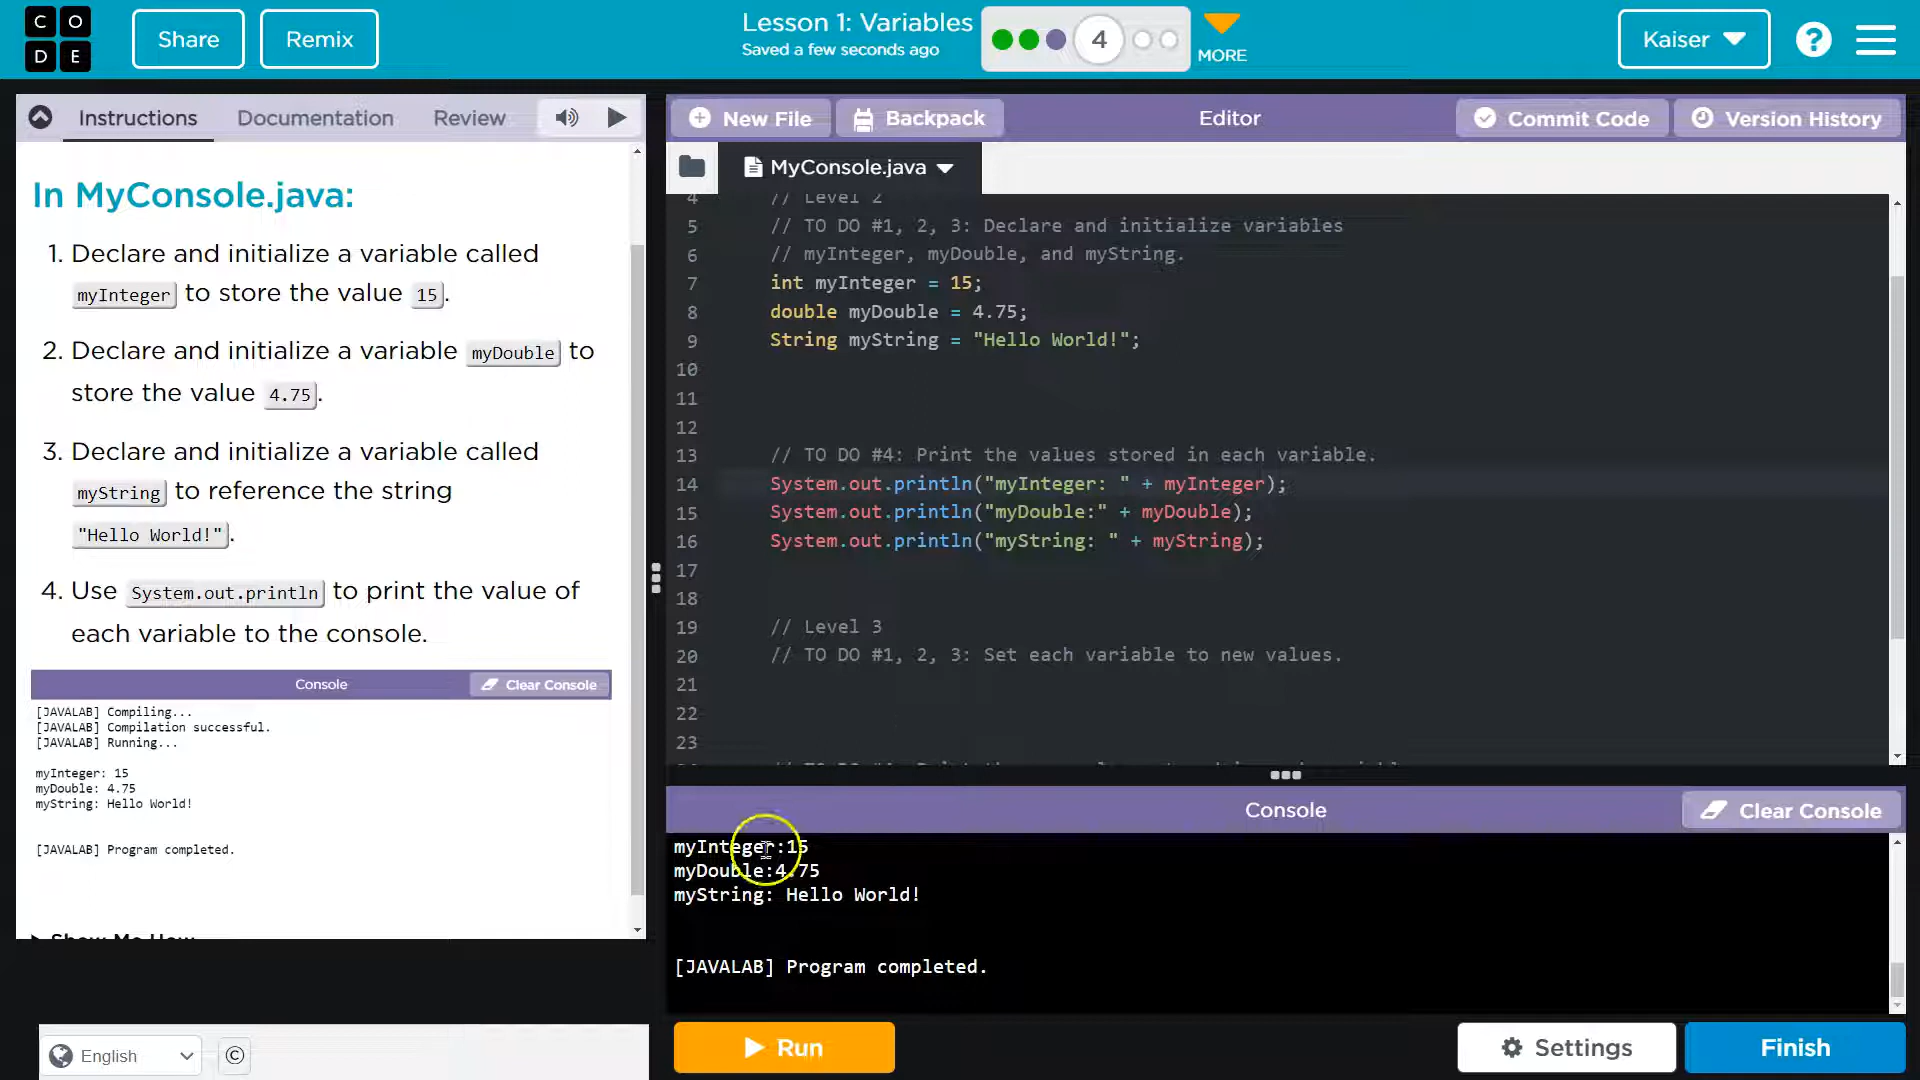 C O
D E
Share
Remix
Lesson 1: Variables
Saved a few seconds ago
4
MORE
Kaiser
?
Instructions
Documentation
Review
In MyConsole.java:
1. Declare and initialize a variable called
myInteger to store the value 15.
2. Declare and initialize a variable myDouble to
store the value 4.75.
3. Declare and initialize a variable called
myString to reference the string
"Hello World!".
4. Use System.out.println to print the value of
each variable to the console.
Console
Clear Console
[JAVALAB] Compiling...
[JAVALAB] Compilation successful.
[JAVALAB] Running...
myInteger: 15
myDouble: 4.75
myString: Hello World!
[JAVALAB] Program completed.
Show Me How
English
©
New File
Backpack
Editor
Commit Code
Version History
MyConsole.java
4 // Level 2
5 // TO DO #1, 2, 3: Declare and initialize variables
6 // myInteger, myDouble, and myString.
7 int myInteger = 15;
8 double myDouble = 4.75;
9 String myString = "Hello World!";
10
11
12
13 // TO DO #4: Print the values stored in each variable.
14 System.out.println("myInteger: " + myInteger);
15 System.out.println("myDouble:" + myDouble);
16 System.out.println("myString: " + myString);
17
18
19 // Level 3
20 // TO DO #1, 2, 3: Set each variable to new values.
21
22
23
Console
Clear Console
myInteger:15
myDouble:4.75
myString: Hello World!
[JAVALAB] Program completed.
Run
Settings
Finish